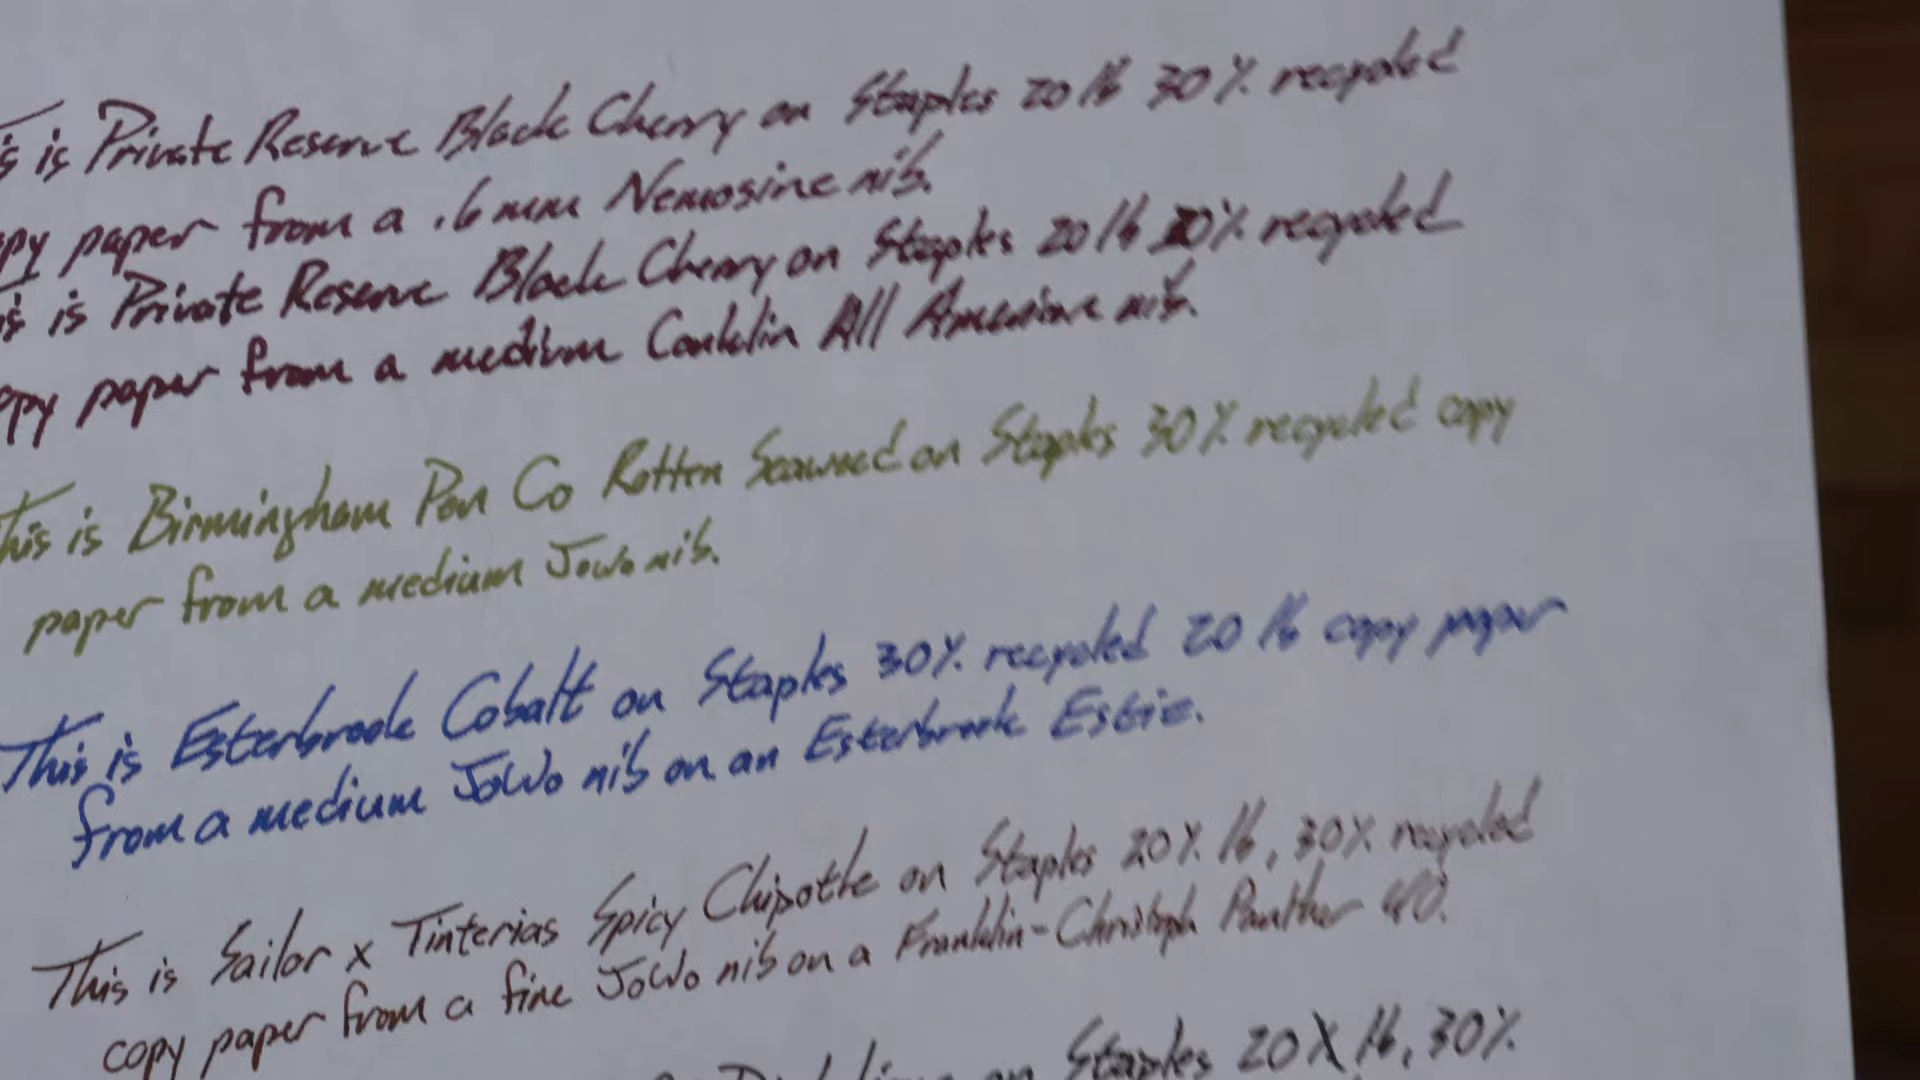 is is Private Reserve Black Cherry on Staples 20 lb 30% recycled
opy paper from a .6 mm Nemosine nib.
is is Private Reserve Black Cherry on Staples 20 lb 30% recycled
opy paper from a medium Conklin All American nib.
This is Birmingham Pen Co Rotten Seaweed on Staples 30% recycled copy
paper from a medium JoWo nib.
This is Esterbrook Cobalt on Staples 30% recycled 20 lb copy paper
from a medium JoWo nib on an Esterbrook Estie.
This is Sailor x Tinterias Spicy Chipotle on Staples 20% lb, 30% recycled
copy paper from a fine JoWo nib on a Franklin-Christoph Panther 40.
on Staples 20% lb, 30%